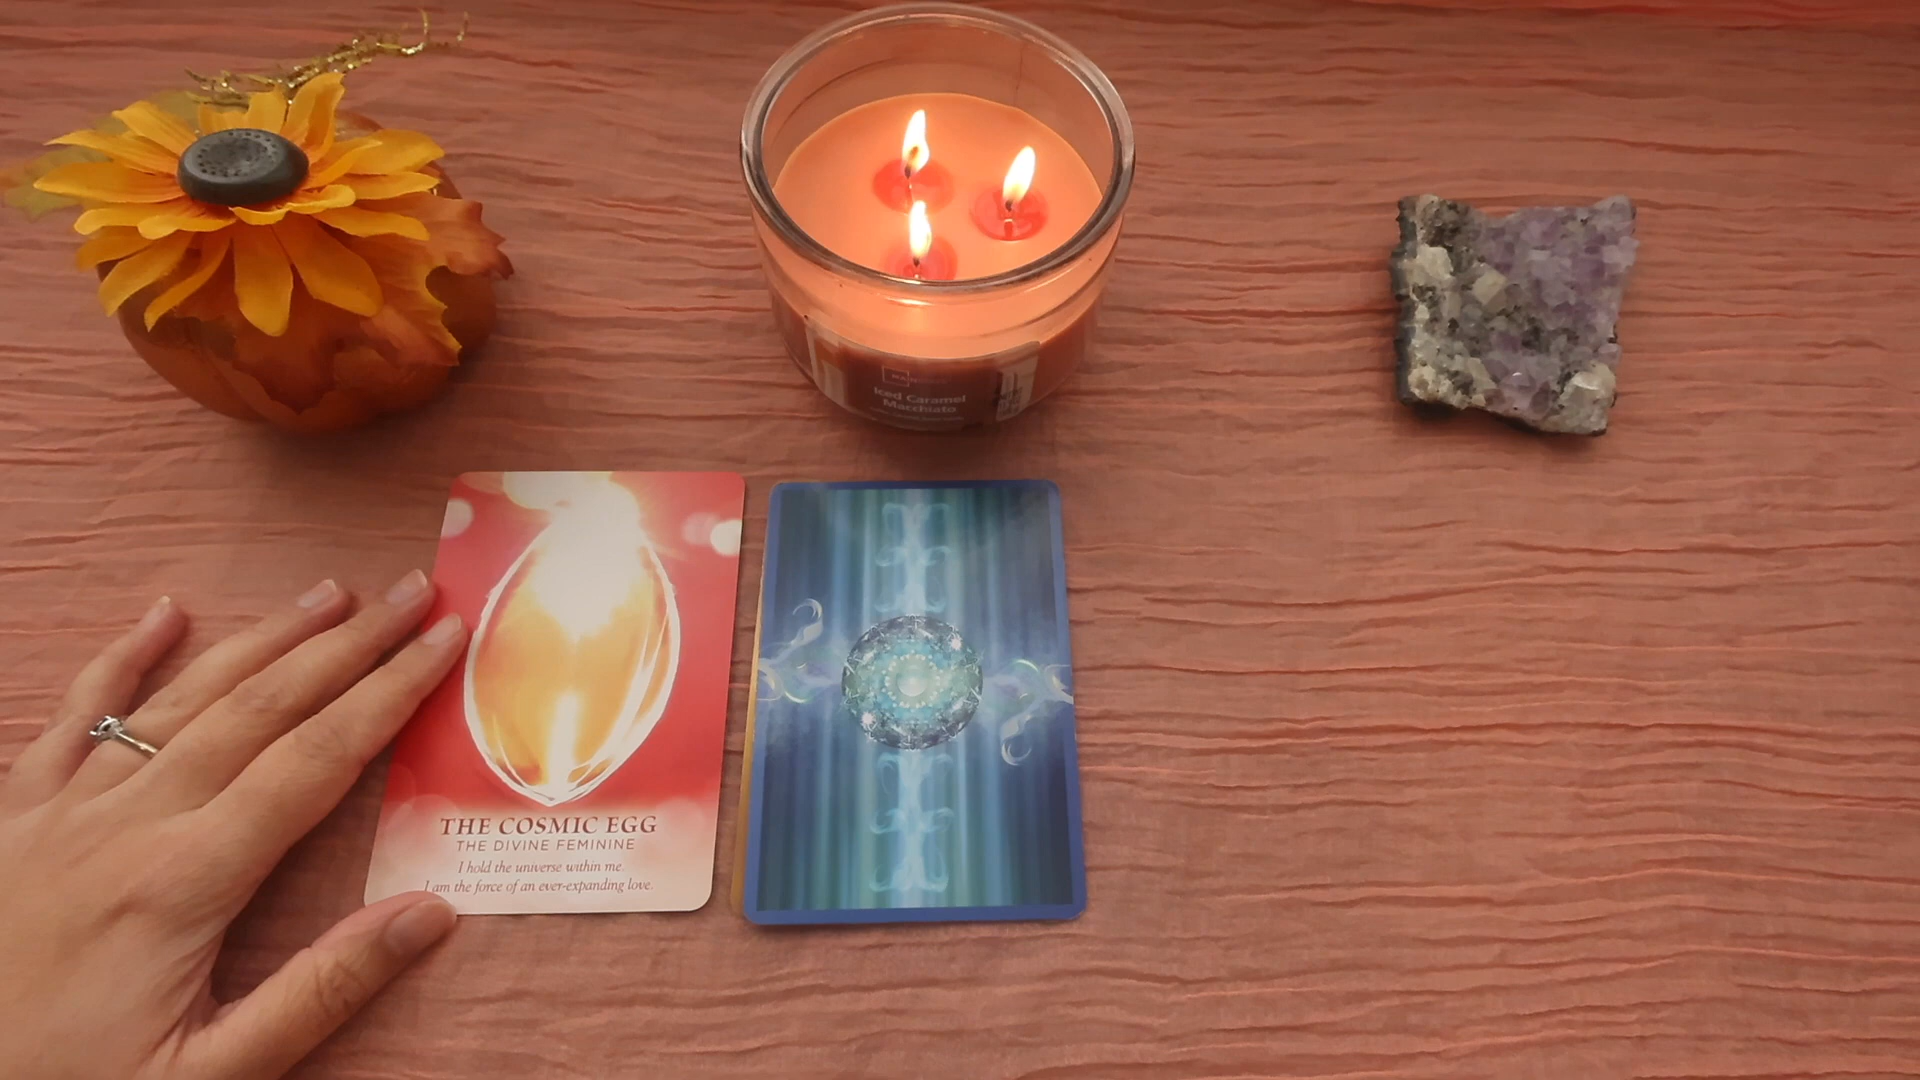 Iced Caramel
Macchiato
THE COSMIC EGG
THE DIVINE FEMININE
I hold the universe within me.
I am the force of an ever-expanding love.